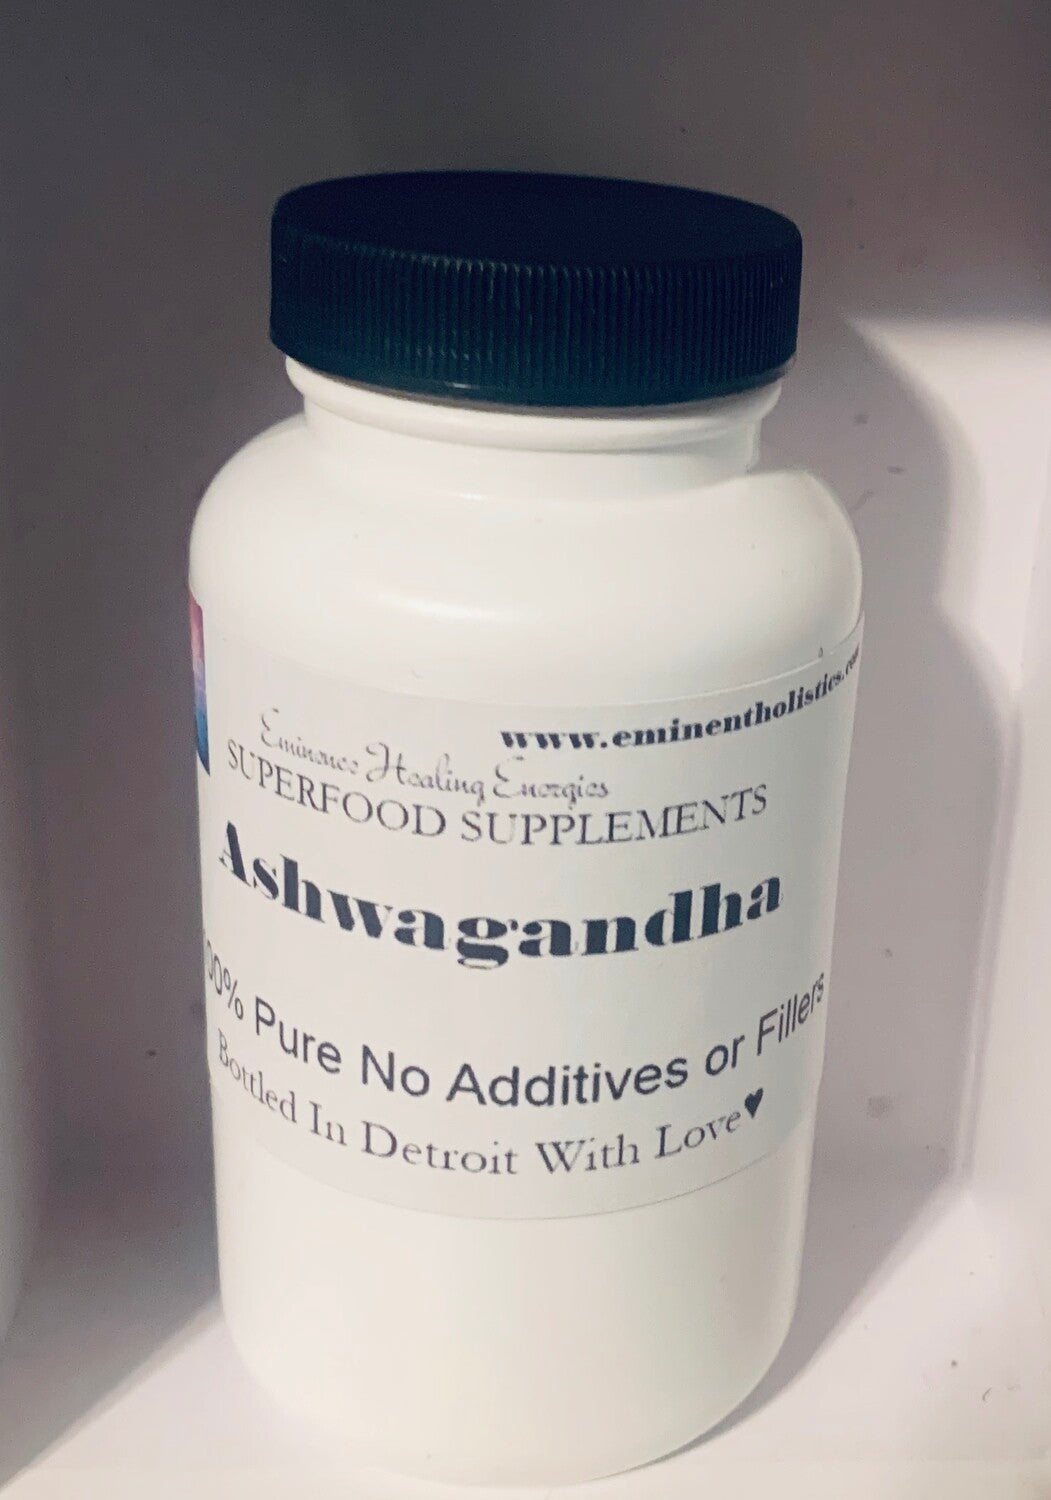 www.eminentholistics.com
Eminence Healing Energies
SUPERFOOD SUPPLEMENTS
Ashwagandha
100% Pure No Additives or Fillers
Bottled In Detroit With Love♥